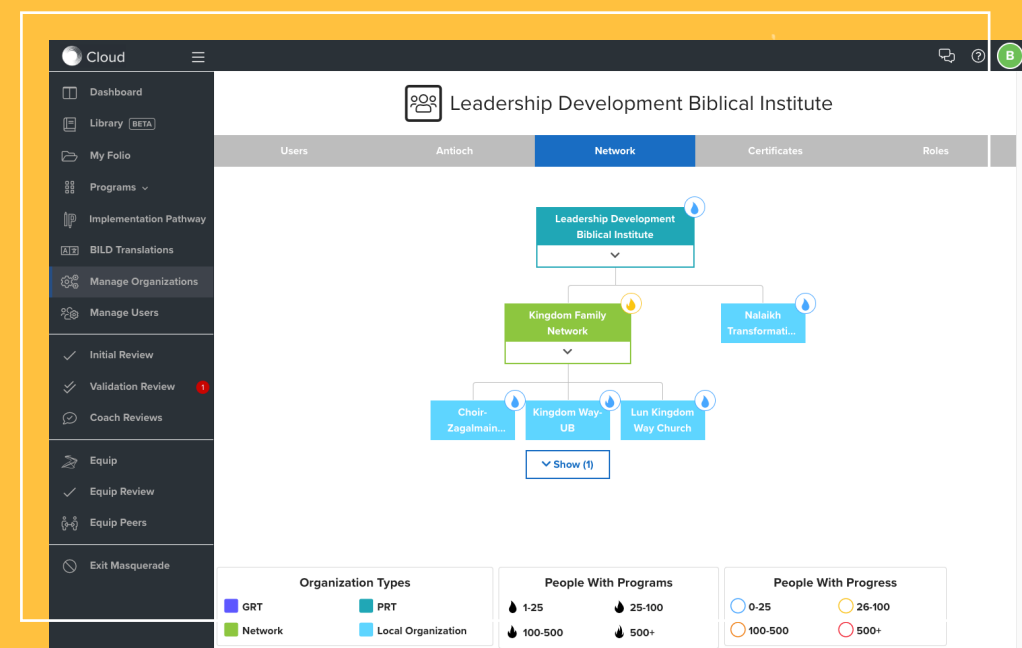 Cloud
B
Dashboard
Library BETA
My Folio
Programs
Implementation Pathway
BILD Translations
Manage Organizations
Manage Users
Initial Review
Validation Review 1
Coach Reviews
Equip
Equip Review
Equip Peers
Exit Masquerade
Leadership Development Biblical Institute
Users Antioch Network Certificates Roles
Leadership Development
Biblical Institute
Kingdom Family
Network
Nalaikh
Transformati...
Choir-
Zagalmain...
Kingdom Way-
UB
Lun Kingdom
Way Church
Show (1)
Organization Types
GRT PRT
Network Local Organization
People With Programs
1-25 25-100
100-500 500+
People With Progress
0-25 26-100
100-500 500+